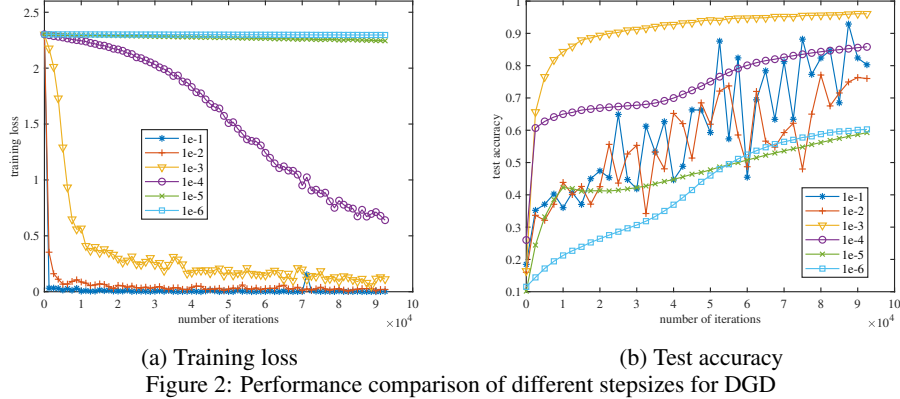 2.5
2
1.5
1
0.5
0
training loss
1e-1
1e-2
1e-3
1e-4
1e-5
1e-6
0 1 2 3 4 5 6 7 8 9 10
number of iterations
×10^4
(a) Training loss
1
0.9
0.8
0.7
0.6
0.5
0.4
0.3
0.2
0.1
test accuracy
1e-1
1e-2
1e-3
1e-4
1e-5
1e-6
0 1 2 3 4 5 6 7 8 9 10
number of iterations
×10^4
(b) Test accuracy
Figure 2: Performance comparison of different stepsizes for DGD